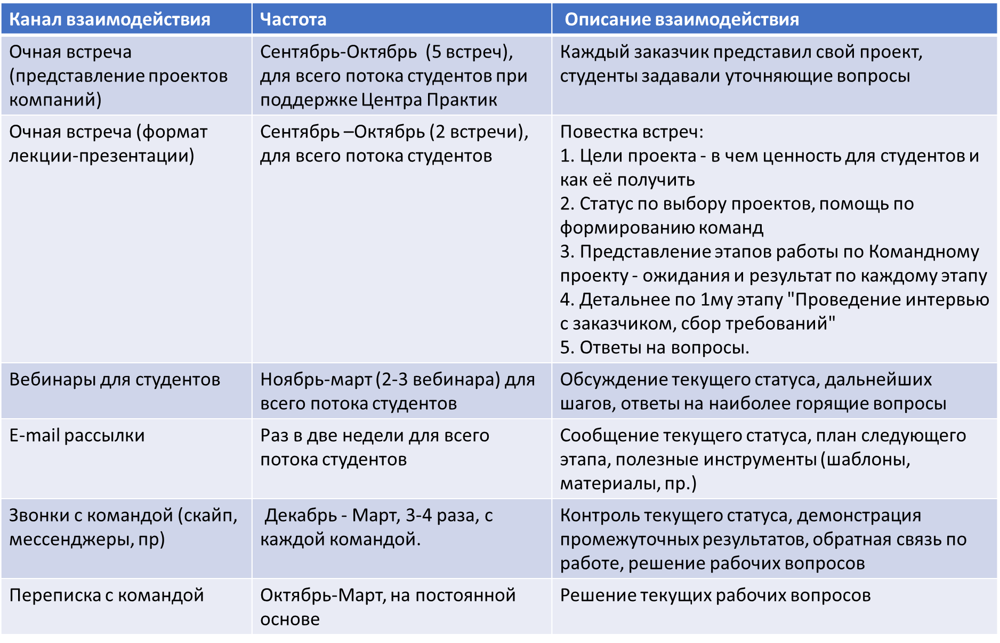 Канал взаимодействия
Частота
Описание взаимодействия
Очная встреча
(представление проектов
компаний)
Сентябрь-Октябрь (5 встреч),
для всего потока студентов при
поддержке Центра Практик
Каждый заказчик представил свой проект,
студенты задавали уточняющие вопросы
Очная встреча (формат
лекции-презентации)
Сентябрь –Октябрь (2 встречи),
для всего потока студентов
Повестка встреч:
1. Цели проекта - в чем ценность для студентов и
как её получить
2. Статус по выбору проектов, помощь по
формированию команд
3. Представление этапов работы по Командному
проекту - ожидания и результат по каждому этапу
4. Детальнее по 1му этапу "Проведение интервью
с заказчиком, сбор требований"
5. Ответы на вопросы.
Вебинары для студентов
Ноябрь-март (2-3 вебинара) для
всего потока студентов
Обсуждение текущего статуса, дальнейших
шагов, ответы на наиболее горящие вопросы
E-mail рассылки
Раз в две недели для всего
потока студентов
Сообщение текущего статуса, план следующего
этапа, полезные инструменты (шаблоны,
материалы, пр.)
Звонки с командой (скайп,
мессенджеры, пр)
Декабрь - Март, 3-4 раза, с
каждой командой.
Контроль текущего статуса, демонстрация
промежуточных результатов, обратная связь по
работе, решение рабочих вопросов
Переписка с командой
Октябрь-Март, на постоянной
основе
Решение текущих рабочих вопросов